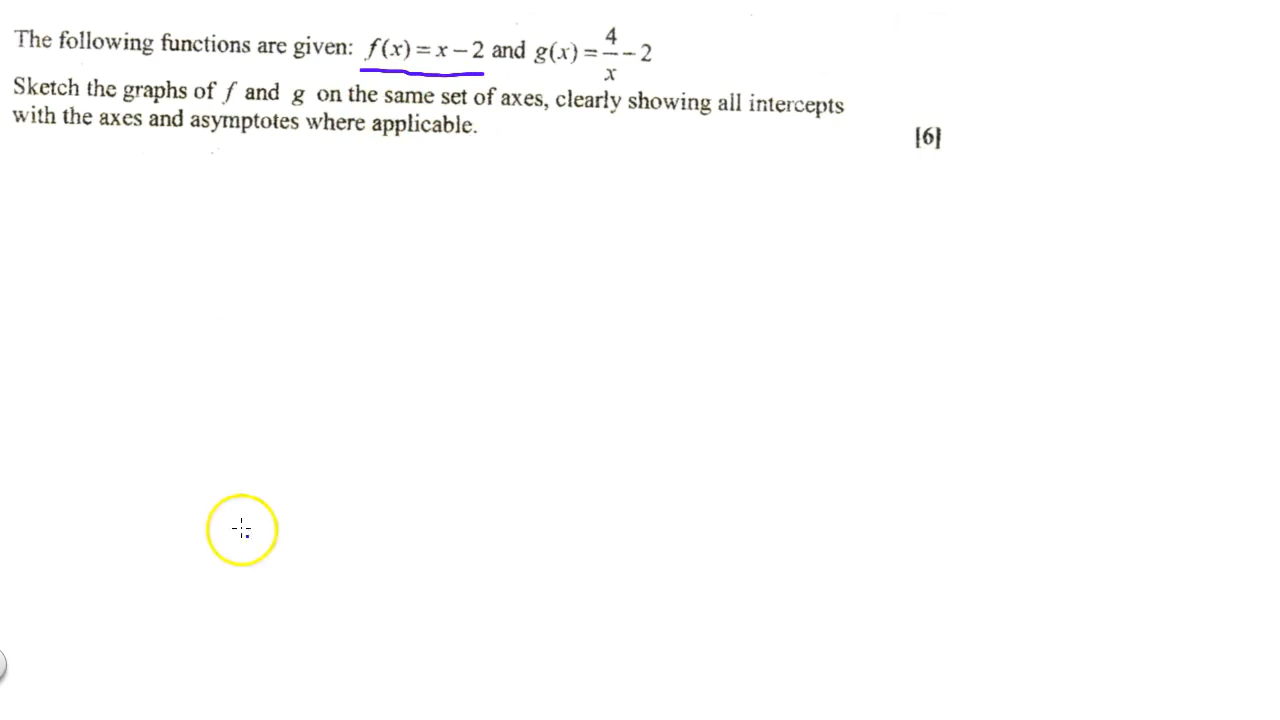 The following functions are given: f(x) = x − 2 and g(x) = 4/x − 2
Sketch the graphs of f and g on the same set of axes, clearly showing all intercepts
with the axes and asymptotes where applicable.
[6]